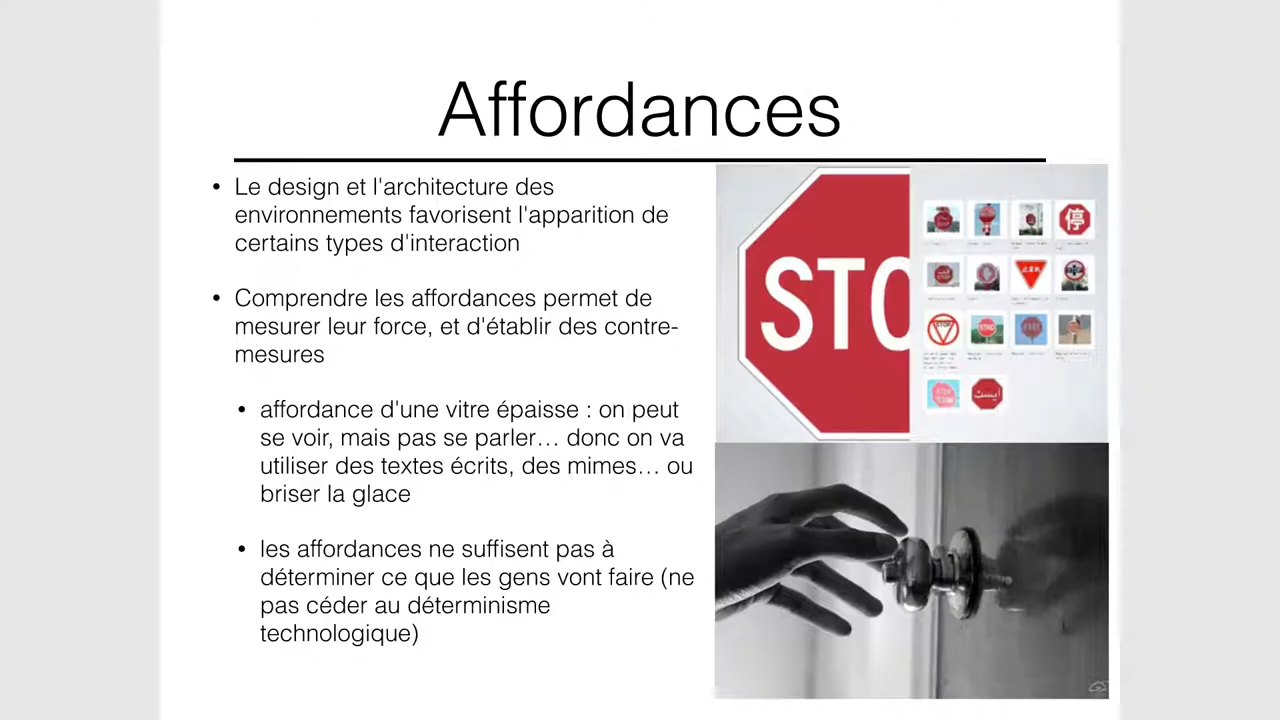 Affordances
• Le design et l'architecture des
environnements favorisent l'apparition de
certains types d'interaction
• Comprendre les affordances permet de
mesurer leur force, et d'établir des contre-
mesures
• affordance d'une vitre épaisse : on peut
se voir, mais pas se parler… donc on va
utiliser des textes écrits, des mimes… ou
briser la glace
• les affordances ne suffisent pas à
déterminer ce que les gens vont faire (ne
pas céder au déterminisme
technologique)
STO
停
ایست